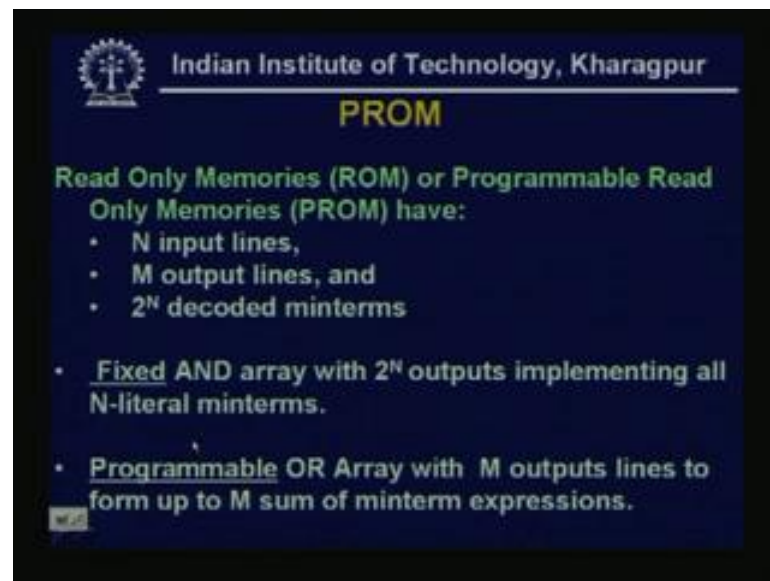 Indian Institute of Technology, Kharagpur
PROM
Read Only Memories (ROM) or Programmable Read
Only Memories (PROM) have:
• N input lines,
• M output lines, and
• 2ᴺ decoded minterms
• Fixed AND array with 2ᴺ outputs implementing all
N-literal minterms.
• Programmable OR Array with M outputs lines to
form up to M sum of minterm expressions.